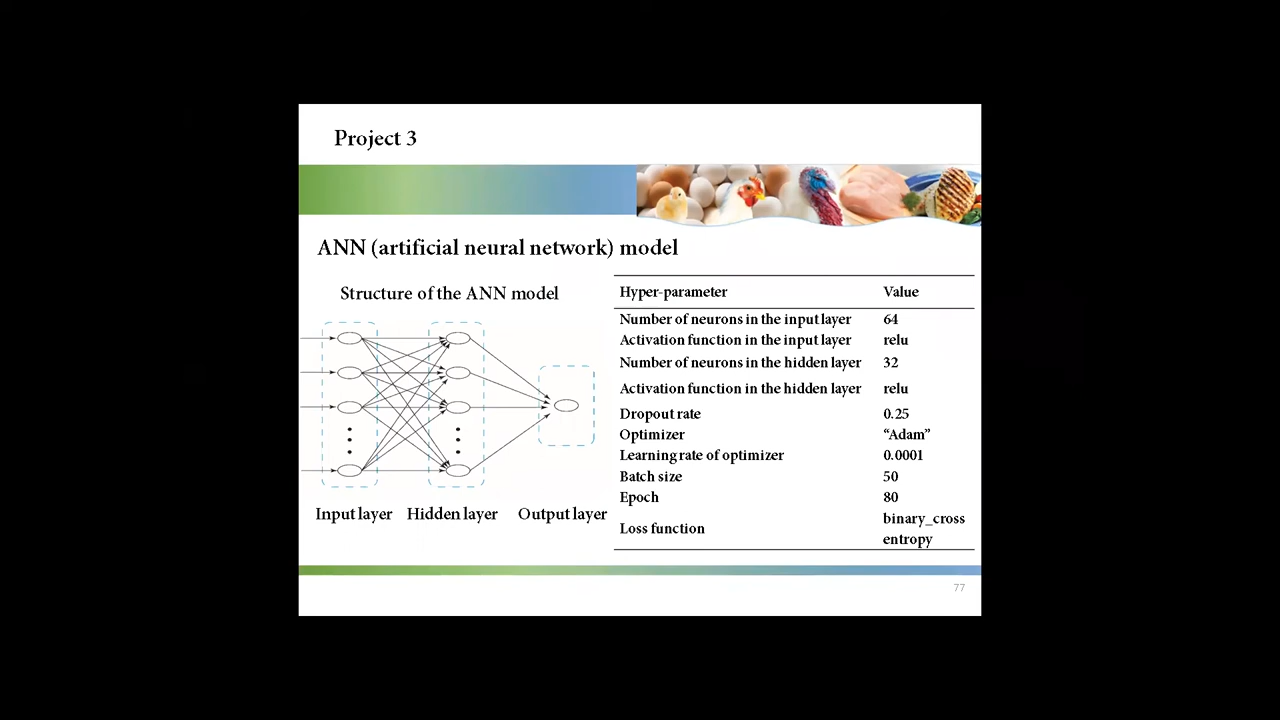 Project 3
ANN (artificial neural network) model
Structure of the ANN model
Input layer Hidden layer Output layer
Hyper-parameter Value
Number of neurons in the input layer 64
Activation function in the input layer relu
Number of neurons in the hidden layer 32
Activation function in the hidden layer relu
Dropout rate 0.25
Optimizer “Adam”
Learning rate of optimizer 0.0001
Batch size 50
Epoch 80
Loss function binary_cross
entropy
77